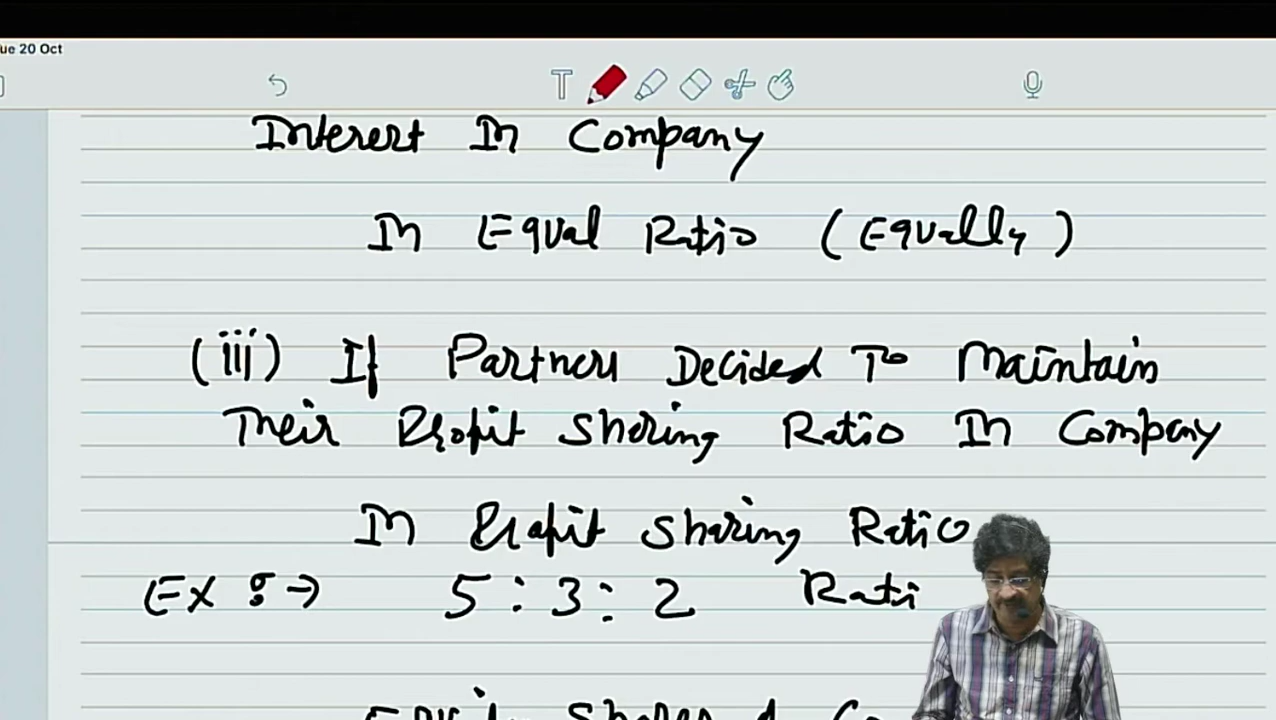 ue 20 Oct
T
Interest In Company
In Equal Ratio (Equally)
(iii) If Partners Decided To Maintain
Their Profit Sharing Ratio In Company
In Profit Sharing Ratio
Ex :→ 5 : 3 : 2 Rati
Shares &